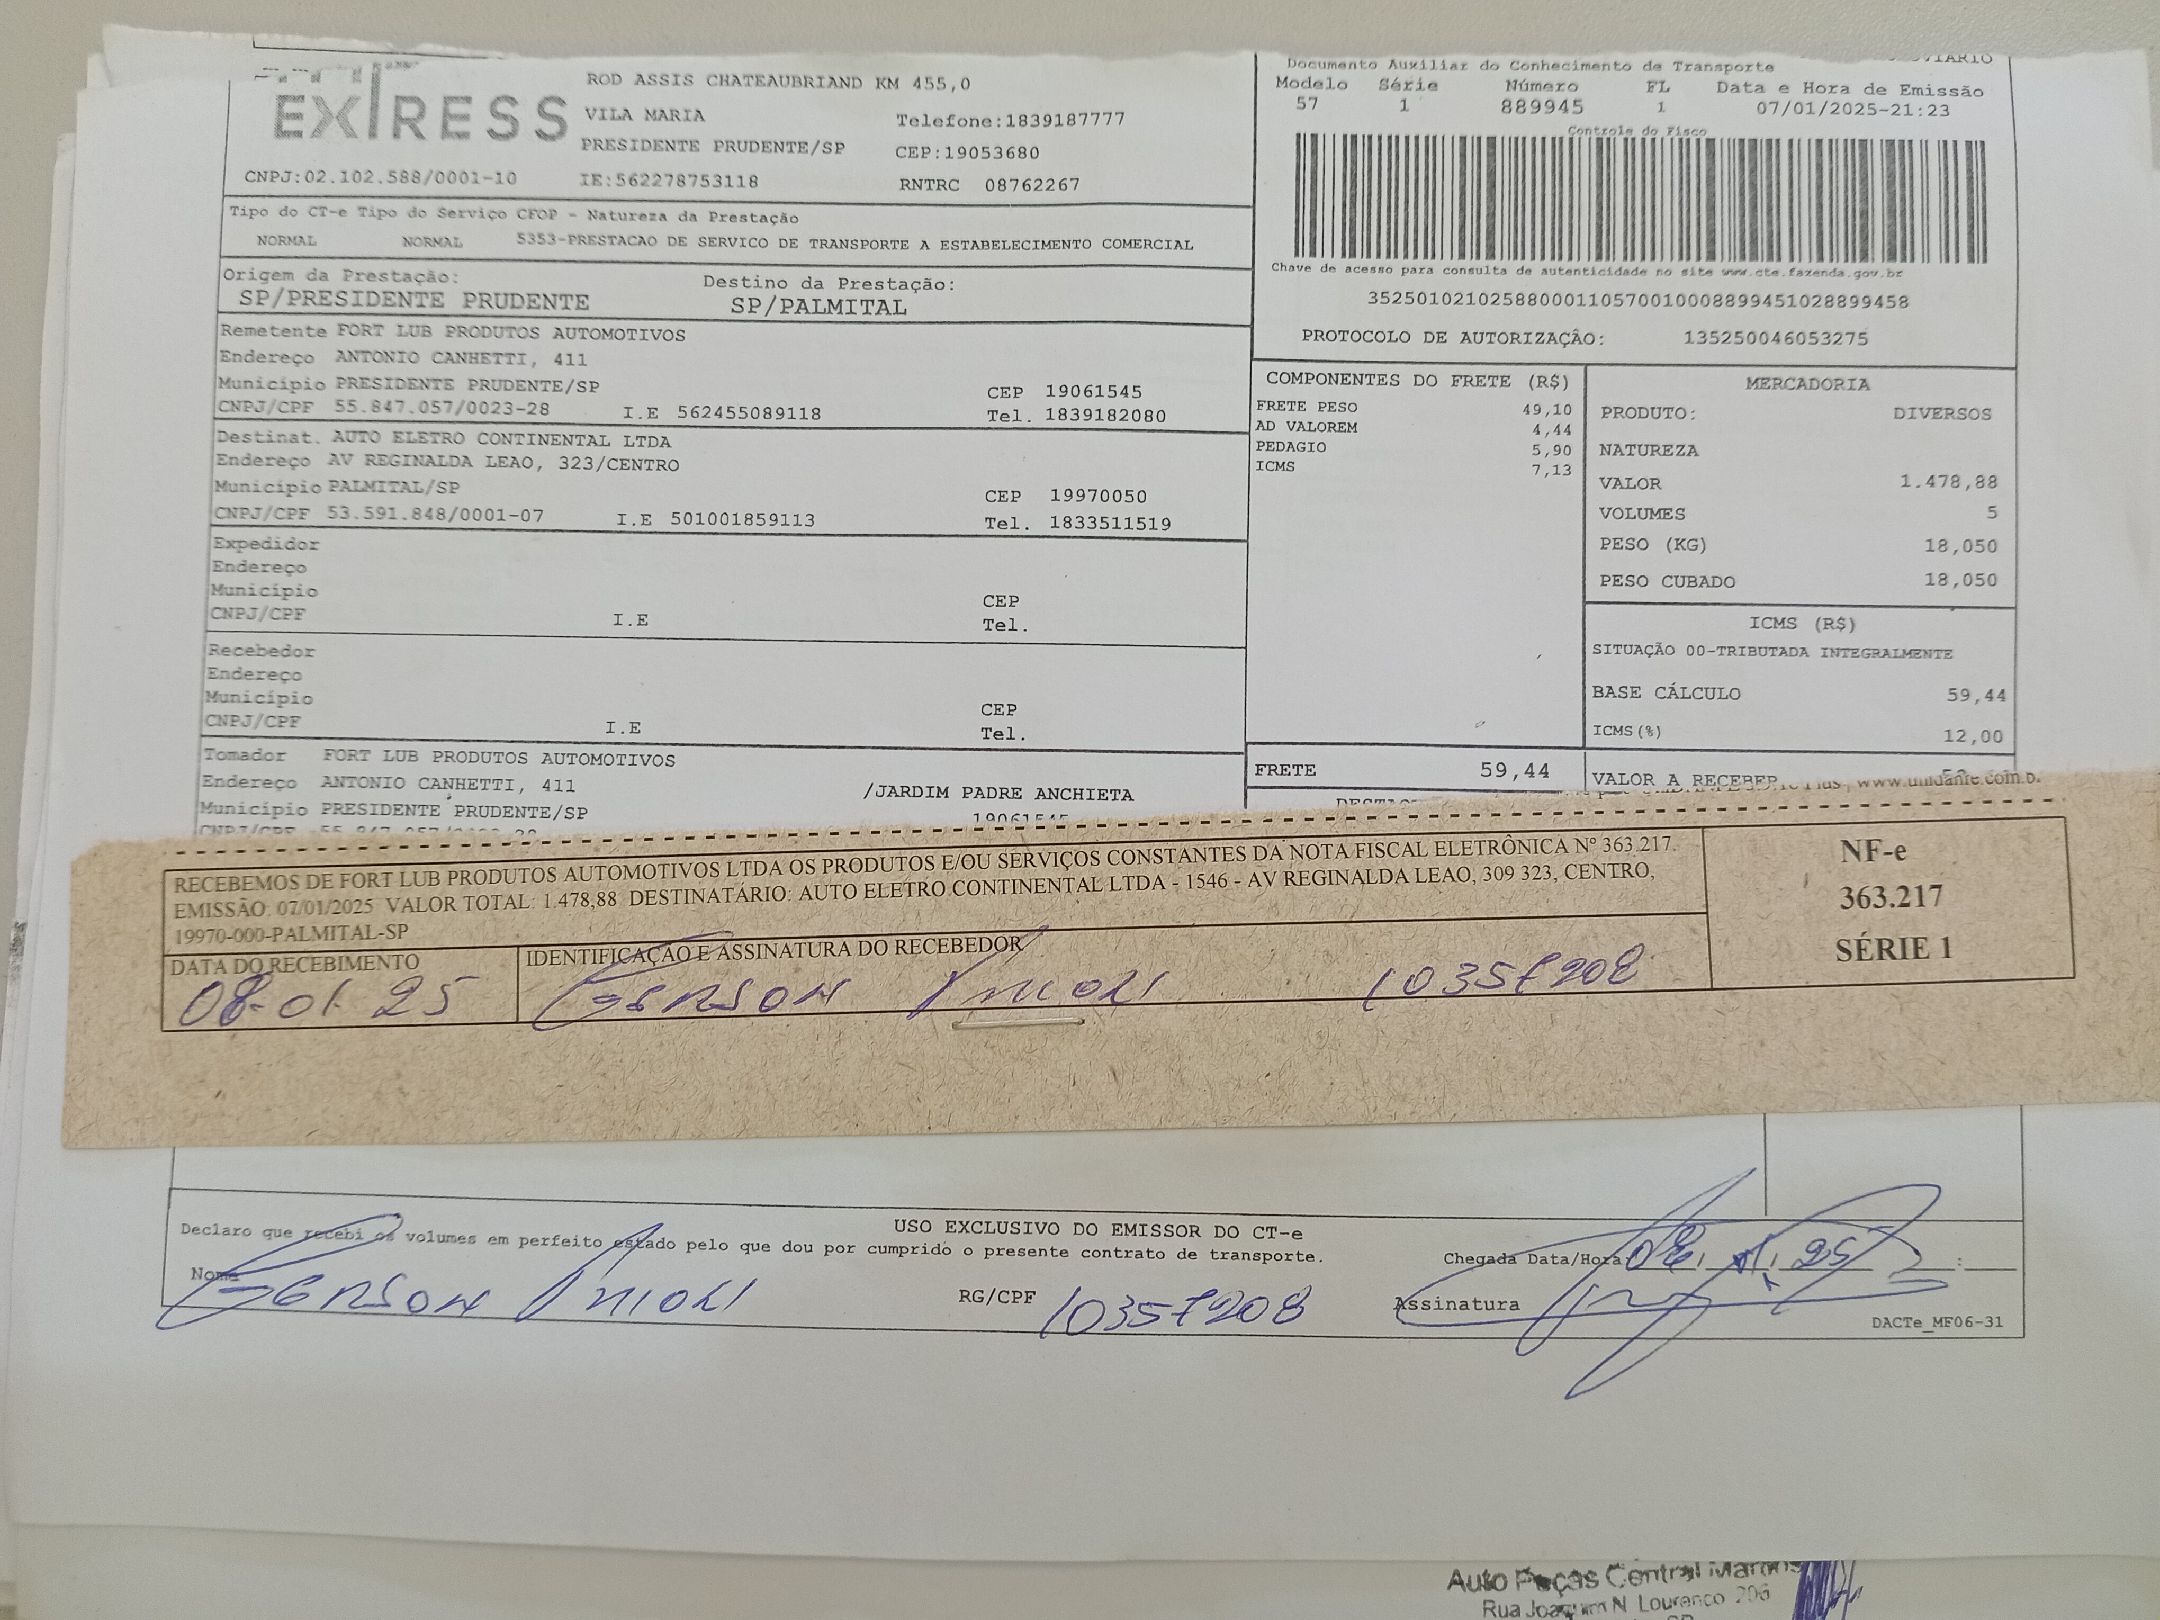 EXPRESS
ROD ASSIS CHATEAUBRIAND KM 455,0
VILA MARIA Telefone:1839187777
PRESIDENTE PRUDENTE/SP CEP:19053680
CNPJ:02.102.588/0001-10 IE:562278753118 RNTRC 08762267
Tipo do CT-e Tipo do Serviço CFOP - Natureza da Prestação
NORMAL NORMAL 5353-PRESTACAO DE SERVICO DE TRANSPORTE A ESTABELECIMENTO COMERCIAL
Origem da Prestação: Destino da Prestação:
SP/PRESIDENTE PRUDENTE SP/PALMITAL
Remetente FORT LUB PRODUTOS AUTOMOTIVOS
Endereço ANTONIO CANHETTI, 411
Município PRESIDENTE PRUDENTE/SP CEP 19061545
CNPJ/CPF 55.847.057/0023-28 I.E 562455089118 Tel. 1839182080
Destinat. AUTO ELETRO CONTINENTAL LTDA
Endereço AV REGINALDA LEAO, 323/CENTRO
Município PALMITAL/SP CEP 19970050
CNPJ/CPF 53.591.848/0001-07 I.E 501001859113 Tel. 1833511519
Expedidor
Endereço
Município CEP
CNPJ/CPF I.E Tel.
Recebedor
Endereço
Município CEP
CNPJ/CPF I.E Tel.
Tomador FORT LUB PRODUTOS AUTOMOTIVOS
Endereço ANTONIO CANHETTI, 411 /JARDIM PADRE ANCHIETA
Município PRESIDENTE PRUDENTE/SP 19061545
CNPJ/CPF
Documento Auxiliar do Conhecimento de Transporte
Modelo Série Número FL Data e Hora de Emissão
57 1 889945 1 07/01/2025-21:23
Controle do Fisco
Chave de acesso para consulta de autenticidade no site www.cte.fazenda.gov.br
35250102102588000110570010008899451028899458
PROTOCOLO DE AUTORIZAÇÂO: 135250046053275
COMPONENTES DO FRETE (R$)
FRETE PESO 49,10
AD VALOREM 4,44
PEDAGIO 5,90
ICMS 7,13
FRETE 59,44
MERCADORIA
PRODUTO: DIVERSOS
NATUREZA
VALOR 1.478,88
VOLUMES 5
PESO (KG) 18,050
PESO CUBADO 18,050
ICMS (R$)
SITUAÇÃO 00-TRIBUTADA INTEGRALMENTE
BASE CÁLCULO 59,44
ICMS(%) 12,00
VALOR A RECEBER
RECEBEMOS DE FORT LUB PRODUTOS AUTOMOTIVOS LTDA OS PRODUTOS E/OU SERVIÇOS CONSTANTES DA NOTA FISCAL ELETRÔNICA Nº 363.217.
EMISSÃO: 07/01/2025 VALOR TOTAL: 1.478,88 DESTINATÁRIO: AUTO ELETRO CONTINENTAL LTDA - 1546 - AV REGINALDA LEAO, 309 323, CENTRO,
19970-000-PALMITAL-SP
DATA DO RECEBIMENTO IDENTIFICAÇÃO E ASSINATURA DO RECEBEDOR
08-01 25 GERSON 10357208
NF-e
363.217
SÉRIE 1
USO EXCLUSIVO DO EMISSOR DO CT-e
Declaro que recebi os volumes em perfeito estado pelo que dou por cumprido o presente contrato de transporte.
Chegada Data/Hora 08, 01, 25 :
Nome GERSON RG/CPF 10357208 Assinatura
DACTe_MF06-31
Auto Peças Central
Rua Joaquim N Lourenco 206